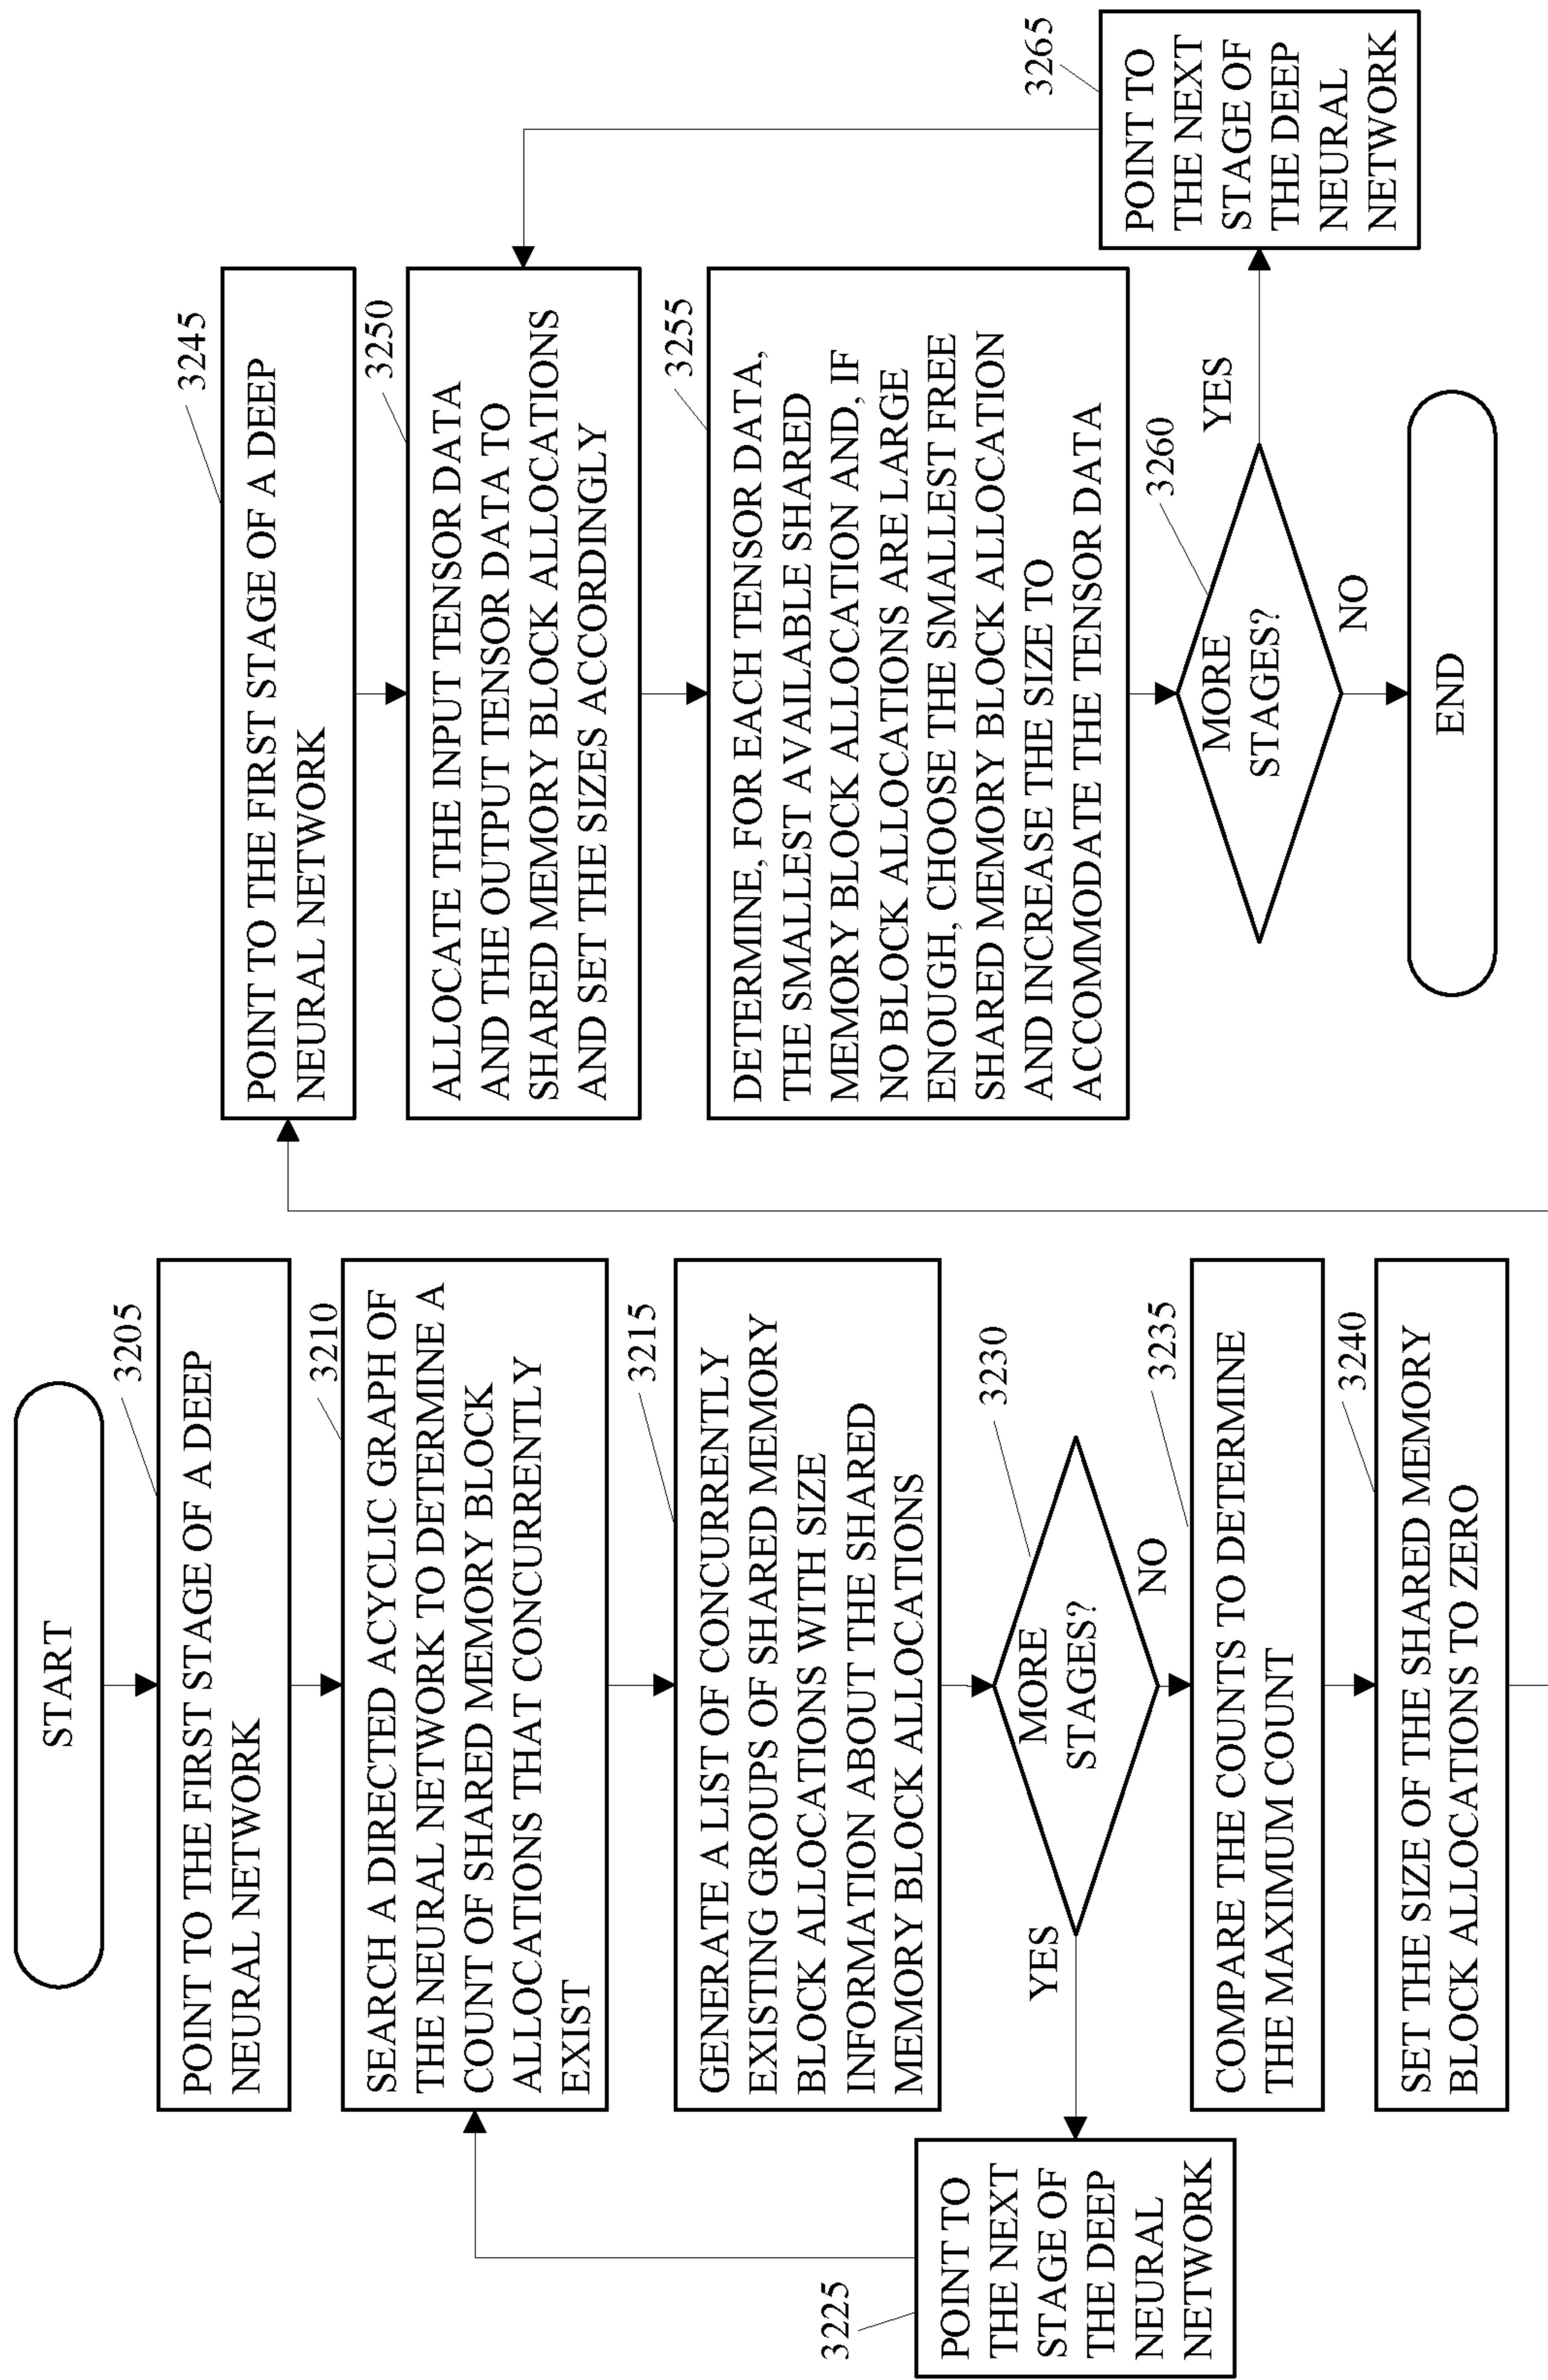 START
3205
POINT TO THE FIRST STAGE OF A DEEP
NEURAL NETWORK
3210
SEARCH A DIRECTED ACYCLIC GRAPH OF
THE NEURAL NETWORK TO DETERMINE A
COUNT OF SHARED MEMORY BLOCK
ALLOCATIONS THAT CONCURRENTLY
EXIST
3215
GENERATE A LIST OF CONCURRENTLY
EXISTING GROUPS OF SHARED MEMORY
BLOCK ALLOCATIONS WITH SIZE
INFORMATION ABOUT THE SHARED
MEMORY BLOCK ALLOCATIONS
3230
MORE
STAGES?
YES
NO
3225
POINT TO
THE NEXT
STAGE OF
THE DEEP
NEURAL
NETWORK
3235
COMPARE THE COUNTS TO DETERMINE
THE MAXIMUM COUNT
3240
SET THE SIZE OF THE SHARED MEMORY
BLOCK ALLOCATIONS TO ZERO
3245
POINT TO THE FIRST STAGE OF A DEEP
NEURAL NETWORK
3250
ALLOCATE THE INPUT TENSOR DATA
AND THE OUTPUT TENSOR DATA TO
SHARED MEMORY BLOCK ALLOCATIONS
AND SET THE SIZES ACCORDINGLY
3255
DETERMINE, FOR EACH TENSOR DATA,
THE SMALLEST AVAILABLE SHARED
MEMORY BLOCK ALLOCATION AND, IF
NO BLOCK ALLOCATIONS ARE LARGE
ENOUGH, CHOOSE THE SMALLEST FREE
SHARED MEMORY BLOCK ALLOCATION
AND INCREASE THE SIZE TO
ACCOMMODATE THE TENSOR DATA
3260
MORE
STAGES?
YES
NO
3265
POINT TO
THE NEXT
STAGE OF
THE DEEP
NEURAL
NETWORK
END